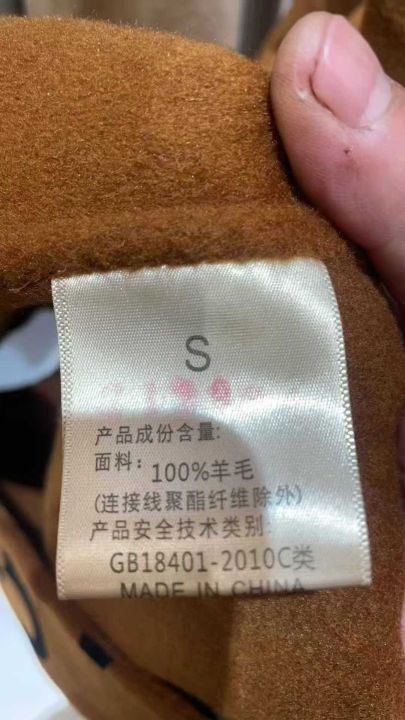 S
产品成份含量:
面料: 100%羊毛
(连接线聚酯纤维除外)
产品安全技术类别:
GB18401-2010C类
MADE IN CHINA